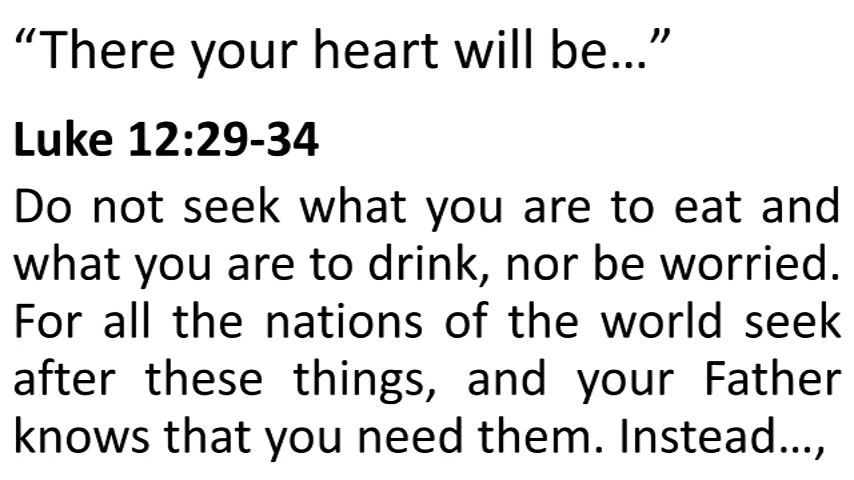 “There your heart will be…”
Luke 12:29-34
Do not seek what you are to eat and
what you are to drink, nor be worried.
For all the nations of the world seek
after these things, and your Father
knows that you need them. Instead…,